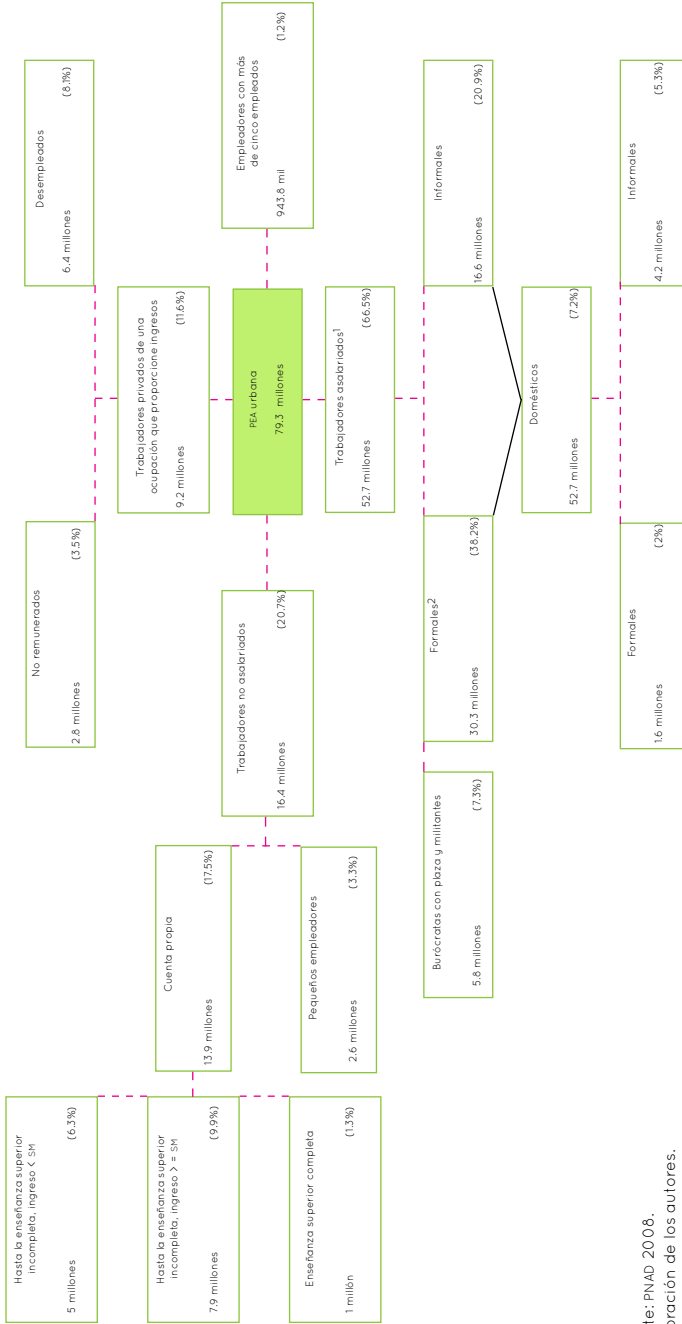 Desempleados
6.4 millones (8.1%)
No remunerados
2.8 millones (3.5%)
Trabajadores privados de una
ocupación que proporcione ingresos
9.2 millones (11.6%)
Empleadores con más
de cinco empleados
943.8 mil (1.2%)
PEA urbana
79.3 millones
Trabajadores no asalariados
16.4 millones (20.7%)
Cuenta propia
13.9 millones (17.5%)
Pequeños empleadores
2.6 millones (3.3%)
Hasta la enseñanza superior
incompleta, ingreso < SM
5 millones (6.3%)
Hasta la enseñanza superior
incompleta, ingreso > = SM
7.9 millones (9.9%)
Enseñanza superior completa
1 millón (1.3%)
Trabajadores asalariados1
52.7 millones (66.5%)
Informales
16.6 millones (20.9%)
Formales2
30.3 millones (38.2%)
Burócratas con plaza y militantes
5.8 millones (7.3%)
Domésticos
52.7 millones (7.2%)
Informales
4.2 millones (5.3%)
Formales
1.6 millones (2%)
te: PNAD 2008.
oración de los autores.